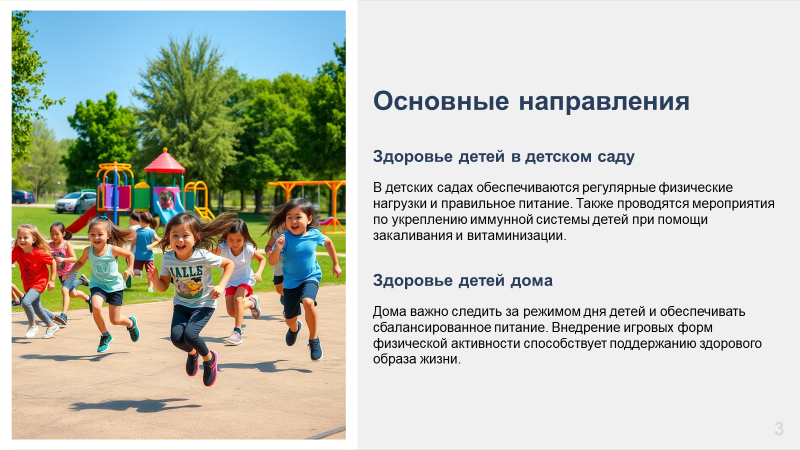 Основные направления
Здоровье детей в детском саду
В детских садах обеспечиваются регулярные физические
нагрузки и правильное питание. Также проводятся мероприятия
по укреплению иммунной системы детей при помощи
закаливания и витаминизации.
Здоровье детей дома
Дома важно следить за режимом дня детей и обеспечивать
сбалансированное питание. Внедрение игровых форм
физической активности способствует поддержанию здорового
образа жизни.
3